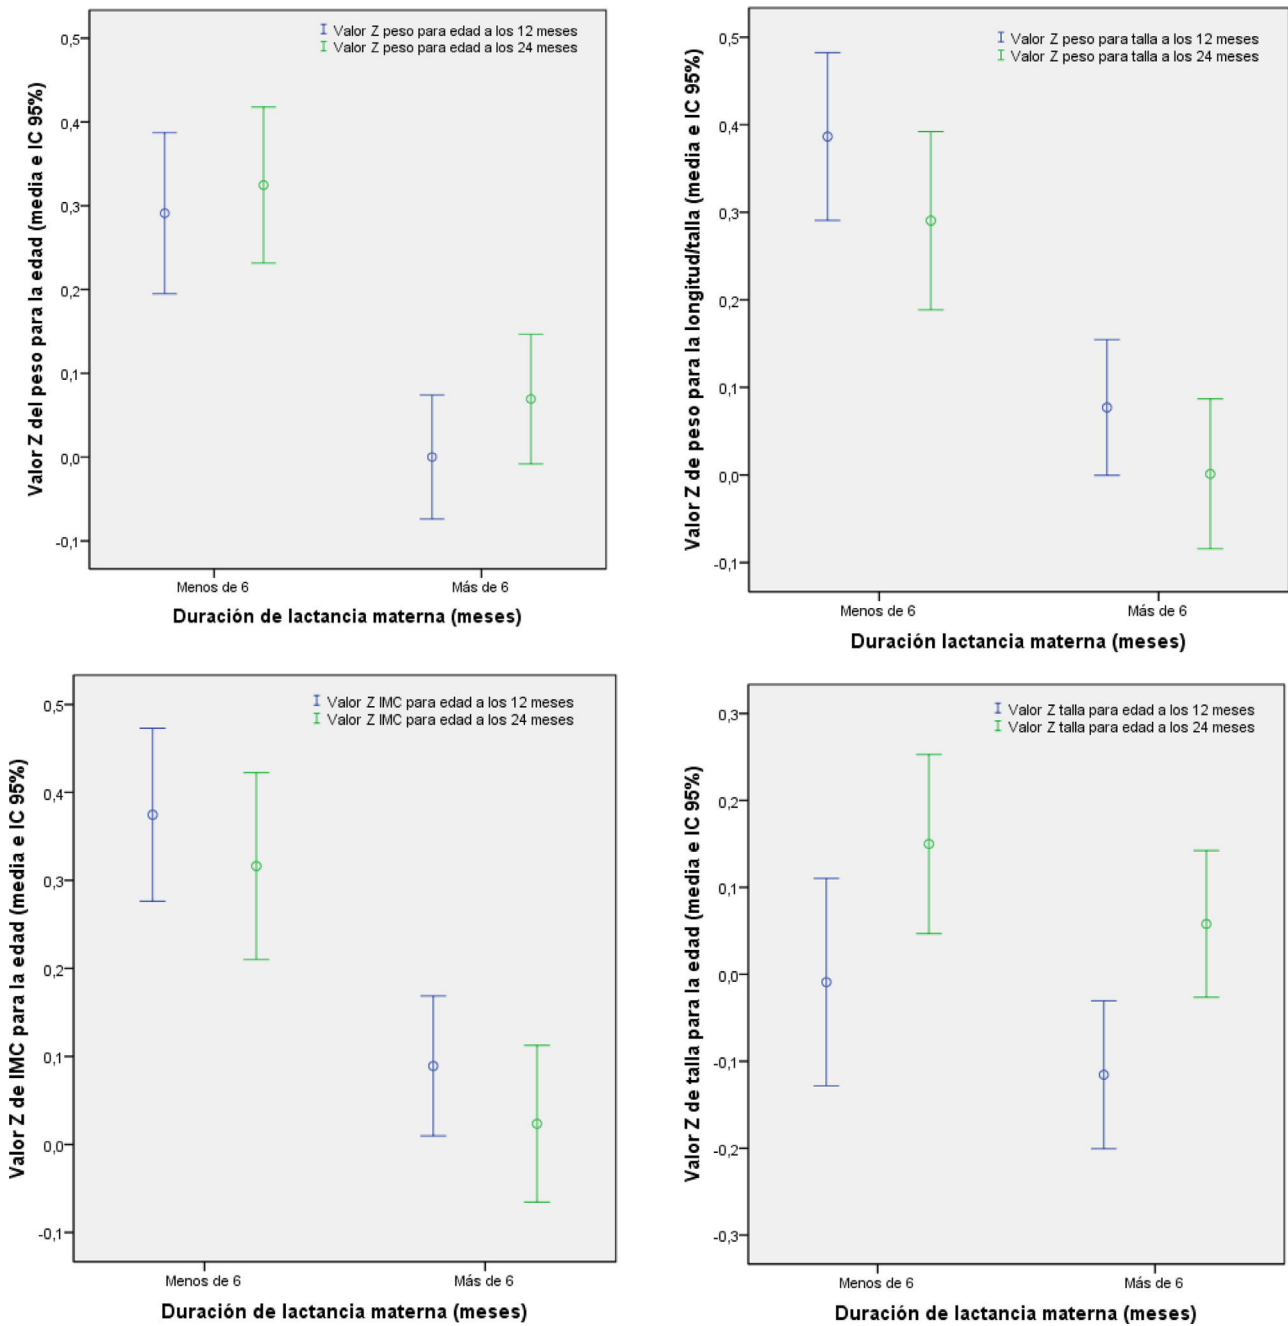 Valor Z del peso para la edad (media e IC 95%)
Valor Z peso para edad a los 12 meses
Valor Z peso para edad a los 24 meses
0,5
0,4
0,3
0,2
0,1
0,0
-0,1
Menos de 6
Más de 6
Duración de lactancia materna (meses)
Valor Z de peso para la longitud/talla (media e IC 95%)
Valor Z peso para talla a los 12 meses
Valor Z peso para talla a los 24 meses
0,5
0,4
0,3
0,2
0,1
0,0
-0,1
Menos de 6
Más de 6
Duración lactancia materna (meses)
Valor Z de IMC para la edad (media e IC 95%)
Valor Z IMC para edad a los 12 meses
Valor Z IMC para edad a los 24 meses
0,5
0,4
0,3
0,2
0,1
0,0
-0,1
Menos de 6
Más de 6
Duración de lactancia materna (meses)
Valor Z de talla para la edad (media e IC 95%)
Valor Z talla para edad a los 12 meses
Valor Z talla para edad a los 24 meses
0,3
0,2
0,1
0,0
-0,1
-0,2
-0,3
Menos de 6
Más de 6
Duración de lactancia materna (meses)